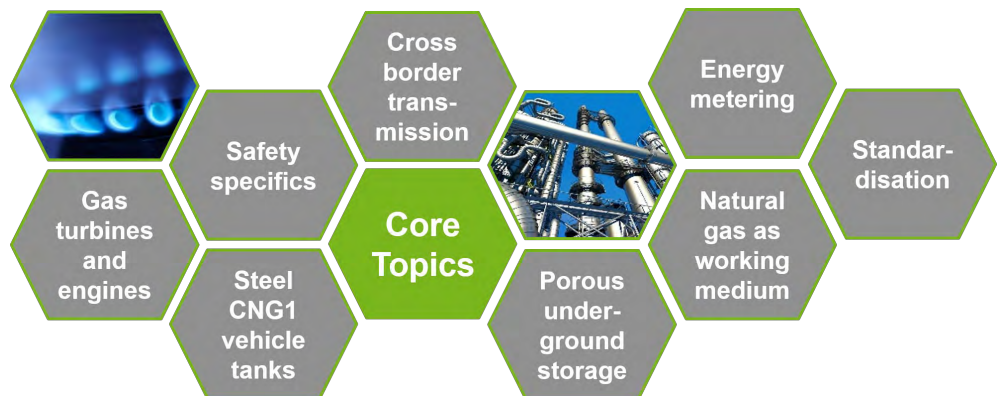 Cross
border
trans-
mission
Energy
metering
Safety
specifics
Standar-
disation
Gas
turbines
and
engines
Core
Topics
Natural
gas as
working
medium
Steel
CNG1
vehicle
tanks
Porous
under-
ground
storage